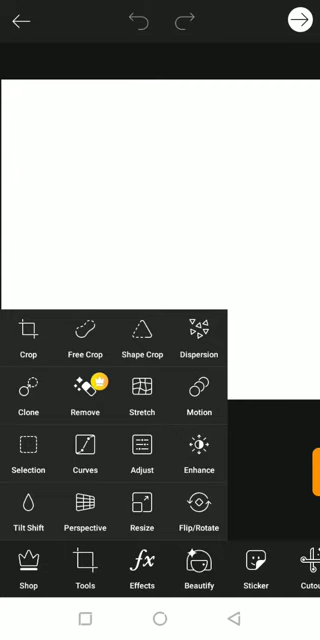 Crop Free Crop Shape Crop Dispersion
Clone Remove Stretch Motion
Selection Curves Adjust Enhance
Tilt Shift Perspective Resize Flip/Rotate
Shop Tools Effects Beautify Sticker Cutou